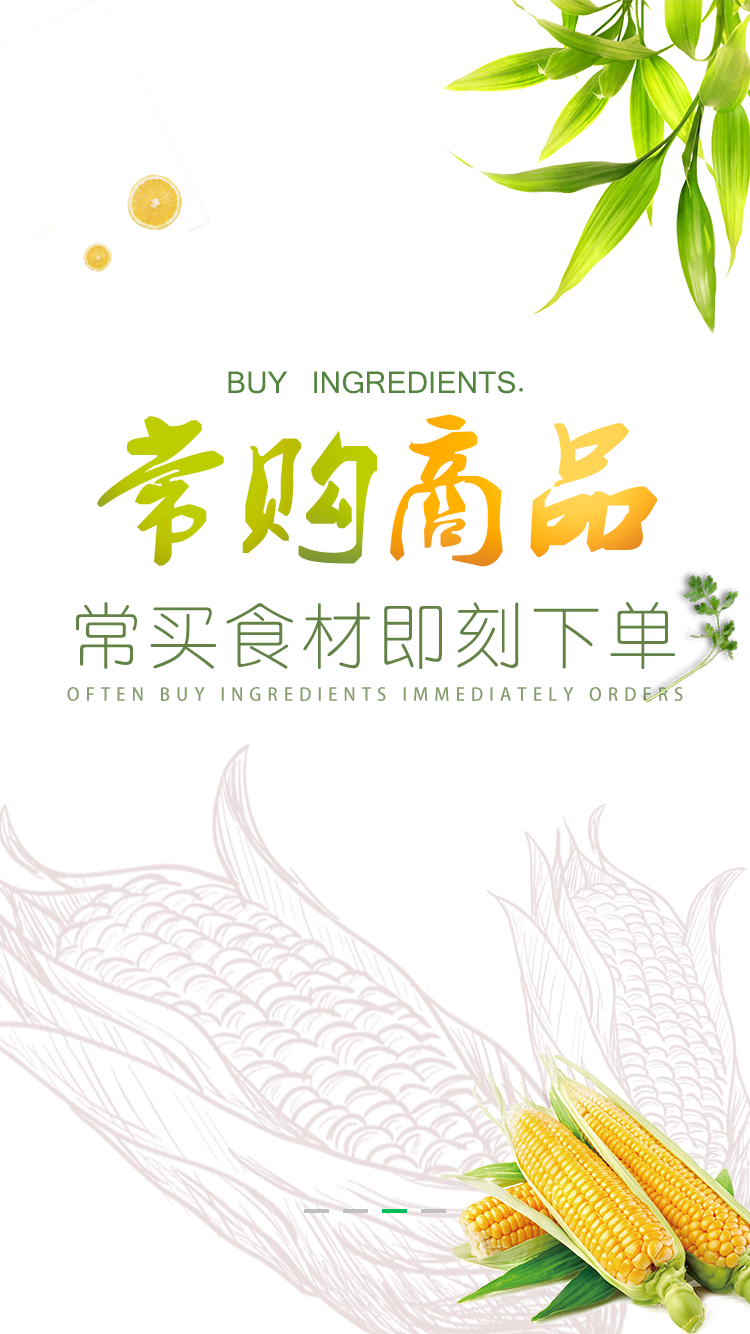 BUY INGREDIENTS.
常购商品
常买食材即刻下单
OFTEN BUY INGREDIENTS IMMEDIATELY ORDERS